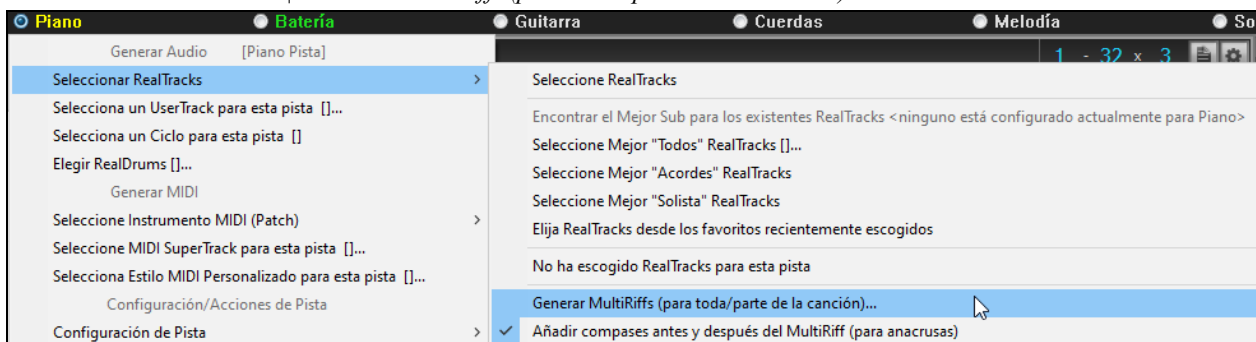 Piano Batería Guitarra Cuerdas Melodía So
1 - 32 x 3
Generar Audio [Piano Pista]
Seleccionar RealTracks
Selecciona un UserTrack para esta pista []...
Selecciona un Ciclo para esta pista []
Elegir RealDrums []...
Generar MIDI
Seleccione Instrumento MIDI (Patch)
Seleccione MIDI SuperTrack para esta pista []...
Selecciona Estilo MIDI Personalizado para esta pista []...
Configuración/Acciones de Pista
Configuración de Pista
Seleccione RealTracks
Encontrar el Mejor Sub para los existentes RealTracks <ninguno está configurado actualmente para Piano>
Seleccione Mejor "Todos" RealTracks []...
Seleccione Mejor "Acordes" RealTracks
Seleccione Mejor "Solista" RealTracks
Elija RealTracks desde los favoritos recientemente escogidos
No ha escogido RealTracks para esta pista
Generar MultiRiffs (para toda/parte de la canción)...
Añadir compases antes y después del MultiRiff (para anacrusas)